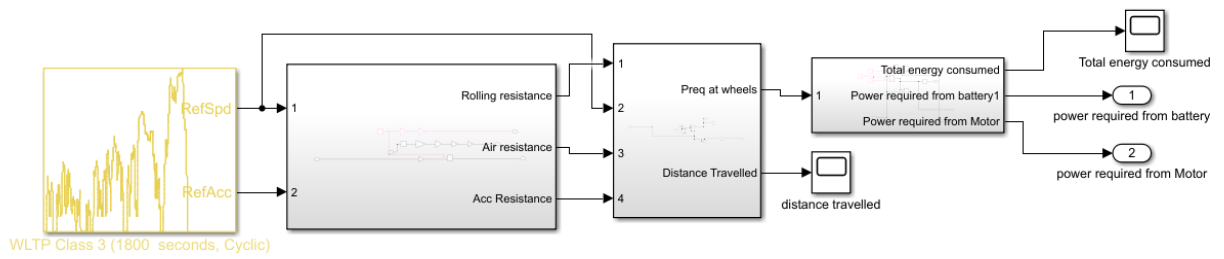 RefSpd
RefAcc
WLTP Class 3 (1800 seconds, Cyclic)
1
2
Rolling resistance
Air resistance
Acc Resistance
1
2
3
4
Preq at wheels
Distance Travelled
distance travelled
1
Total energy consumed
Power required from battery1
Power required from Motor
Total energy consumed
1
power required from battery
2
power required from Motor